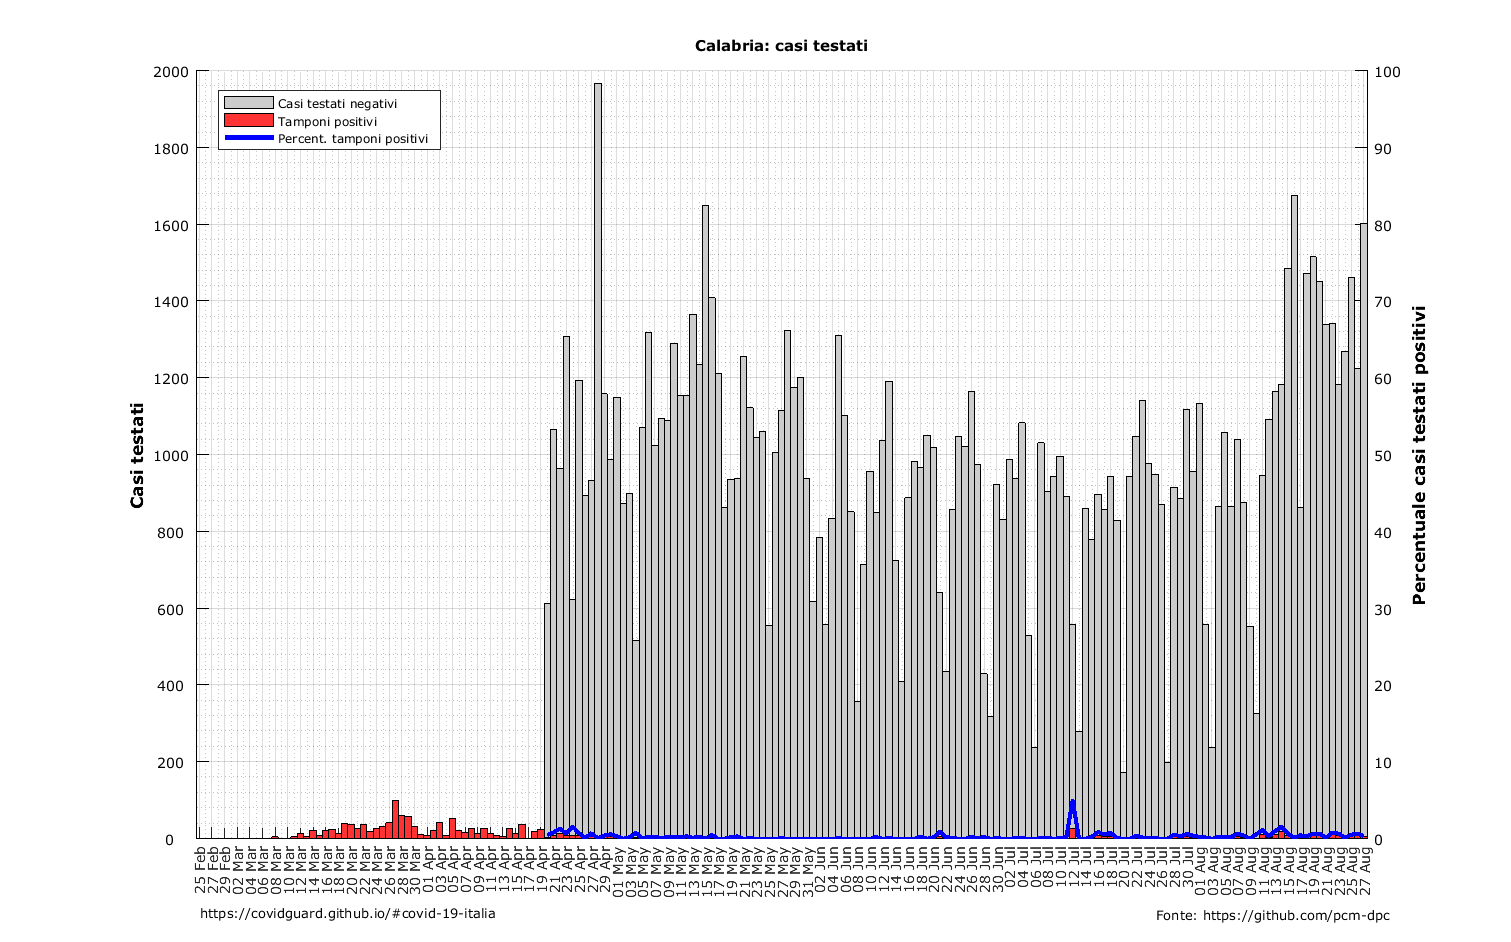 Calabria: casi testati
Casi testati negativi
Tamponi positivi
Percent. tamponi positivi
2000
1800
1600
1400
1200
1000
800
600
400
200
0
Casi testati
100
90
80
70
60
50
40
30
20
10
0
Percentuale casi testati positivi
25 Feb
27 Feb
29 Feb
02 Mar
04 Mar
06 Mar
08 Mar
10 Mar
12 Mar
14 Mar
16 Mar
18 Mar
20 Mar
22 Mar
24 Mar
26 Mar
28 Mar
30 Mar
01 Apr
03 Apr
05 Apr
07 Apr
09 Apr
11 Apr
13 Apr
15 Apr
17 Apr
19 Apr
21 Apr
23 Apr
25 Apr
27 Apr
29 Apr
01 May
03 May
05 May
07 May
09 May
11 May
13 May
15 May
17 May
19 May
21 May
23 May
25 May
27 May
29 May
31 May
02 Jun
04 Jun
06 Jun
08 Jun
10 Jun
12 Jun
14 Jun
16 Jun
18 Jun
20 Jun
22 Jun
24 Jun
26 Jun
28 Jun
30 Jun
02 Jul
04 Jul
06 Jul
08 Jul
10 Jul
12 Jul
14 Jul
16 Jul
18 Jul
20 Jul
22 Jul
24 Jul
26 Jul
28 Jul
30 Jul
01 Aug
03 Aug
05 Aug
07 Aug
09 Aug
11 Aug
13 Aug
15 Aug
17 Aug
19 Aug
21 Aug
23 Aug
25 Aug
27 Aug
https://covidguard.github.io/#covid-19-italia
Fonte: https://github.com/pcm-dpc